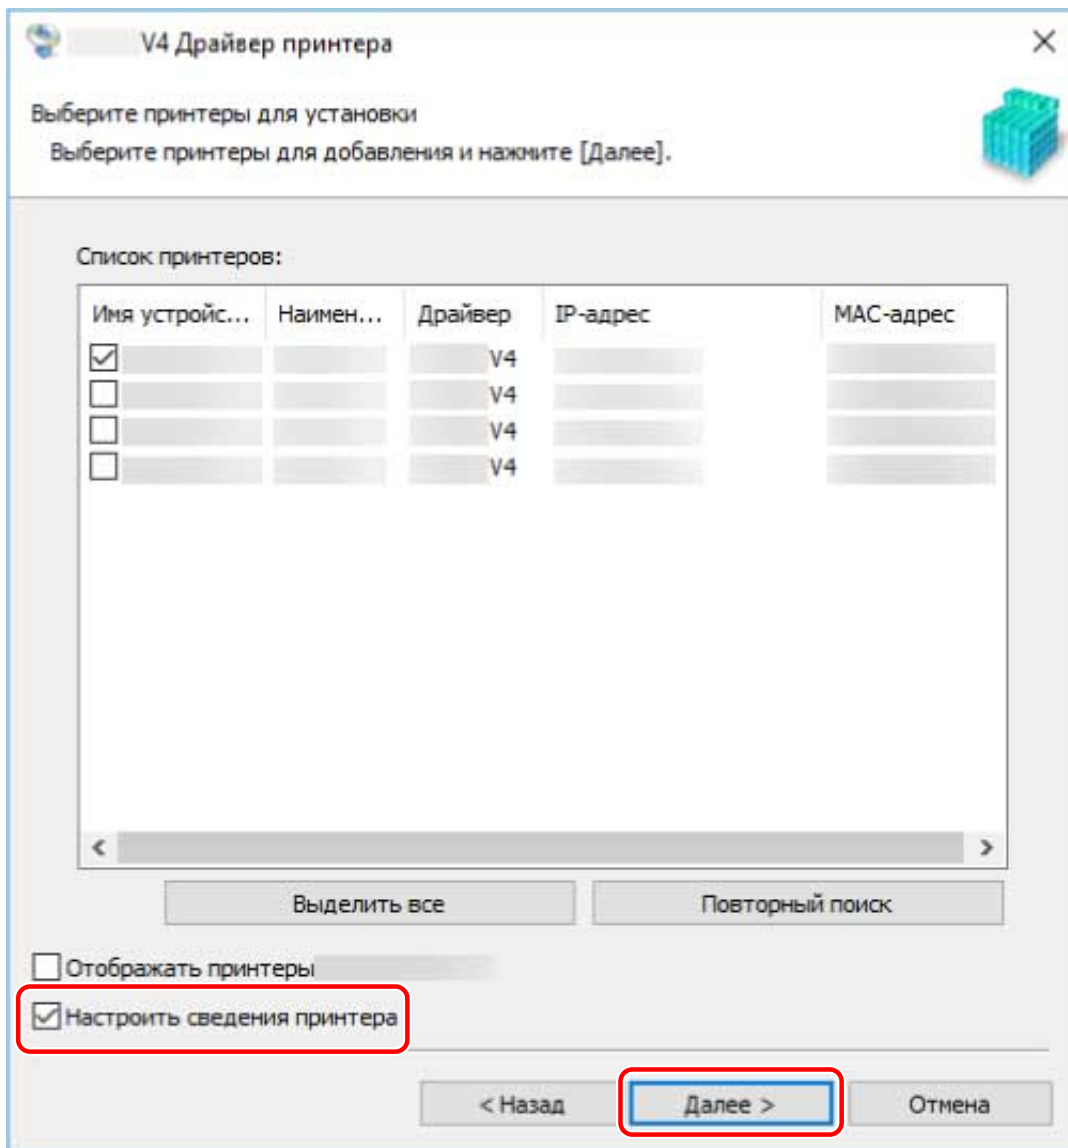 V4 Драйвер принтера
Выберите принтеры для установки
Выберите принтеры для добавления и нажмите [Далее].
Список принтеров:
Имя устройс... Наимен... Драйвер IP-адрес MAC-адрес
V4
V4
V4
V4
Выделить все Повторный поиск
Отображать принтеры
Настроить сведения принтера
< Назад Далее > Отмена